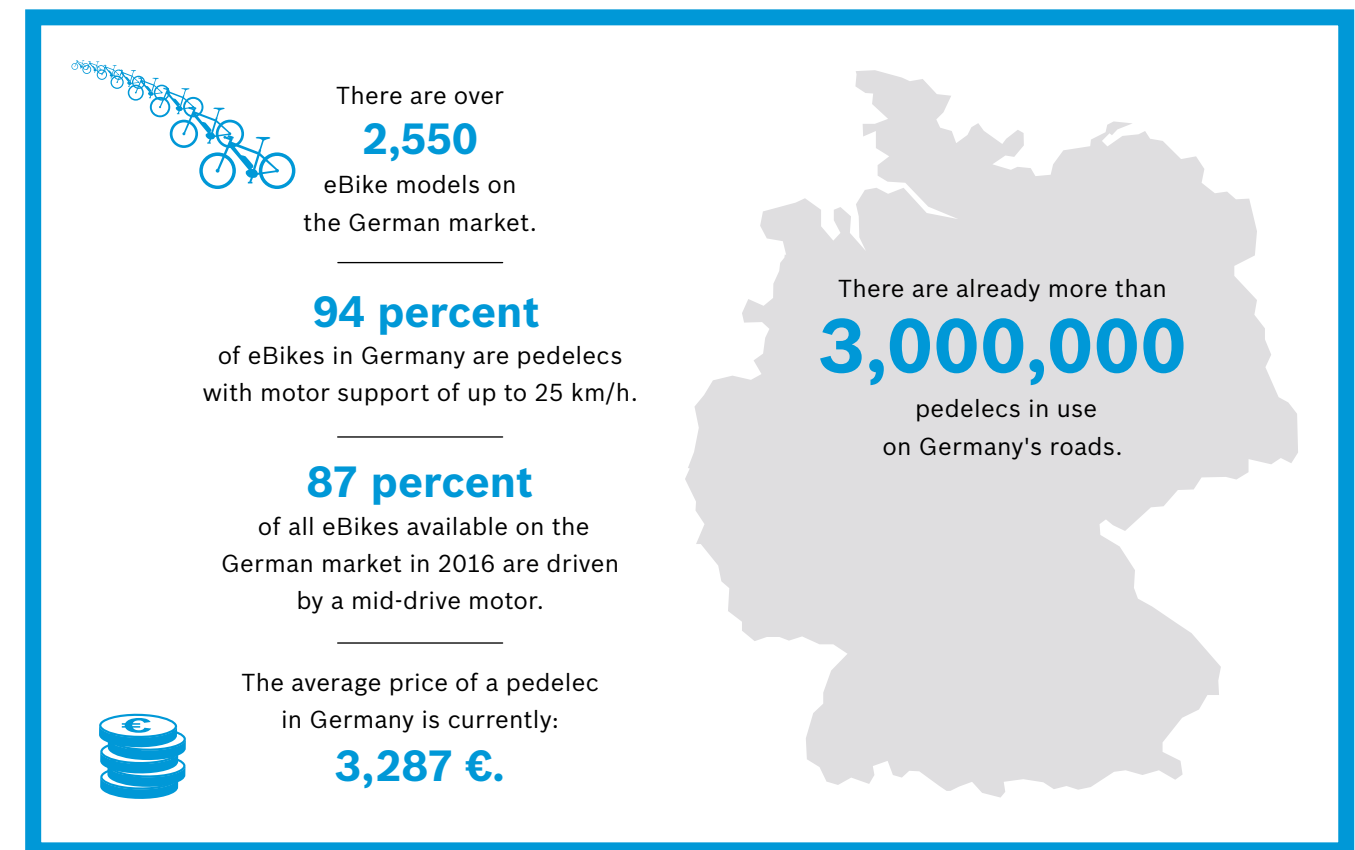 There are over
2,550
eBike models on
the German market.
94 percent
of eBikes in Germany are pedelecs
with motor support of up to 25 km/h.
87 percent
of all eBikes available on the
German market in 2016 are driven
by a mid-drive motor.
The average price of a pedelec
in Germany is currently:
3,287 €.
€
There are already more than
3,000,000
pedelecs in use
on Germany's roads.